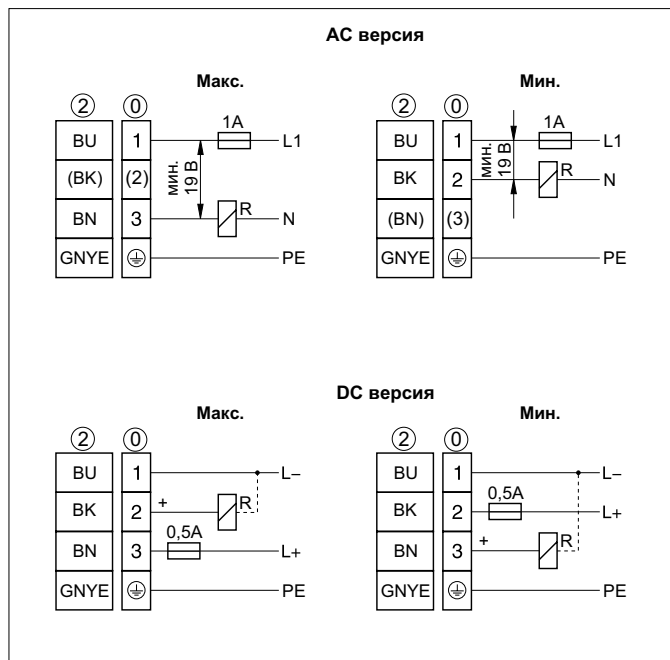 AC версия
Макс.
② ⓪
BU 1 1A L1
(BK) (2)
мин.
19 В
BN 3 R N
GNYE PE
Мин.
② ⓪
BU 1 1A L1
мин.
19 В
BK 2 R N
(BN) (3)
GNYE PE
DC версия
Макс.
② ⓪
BU 1 L–
BK 2 + R
BN 3 0,5A L+
GNYE PE
Мин.
② ⓪
BU 1 L–
BK 2 0,5A L+
BN 3 + R
GNYE PE